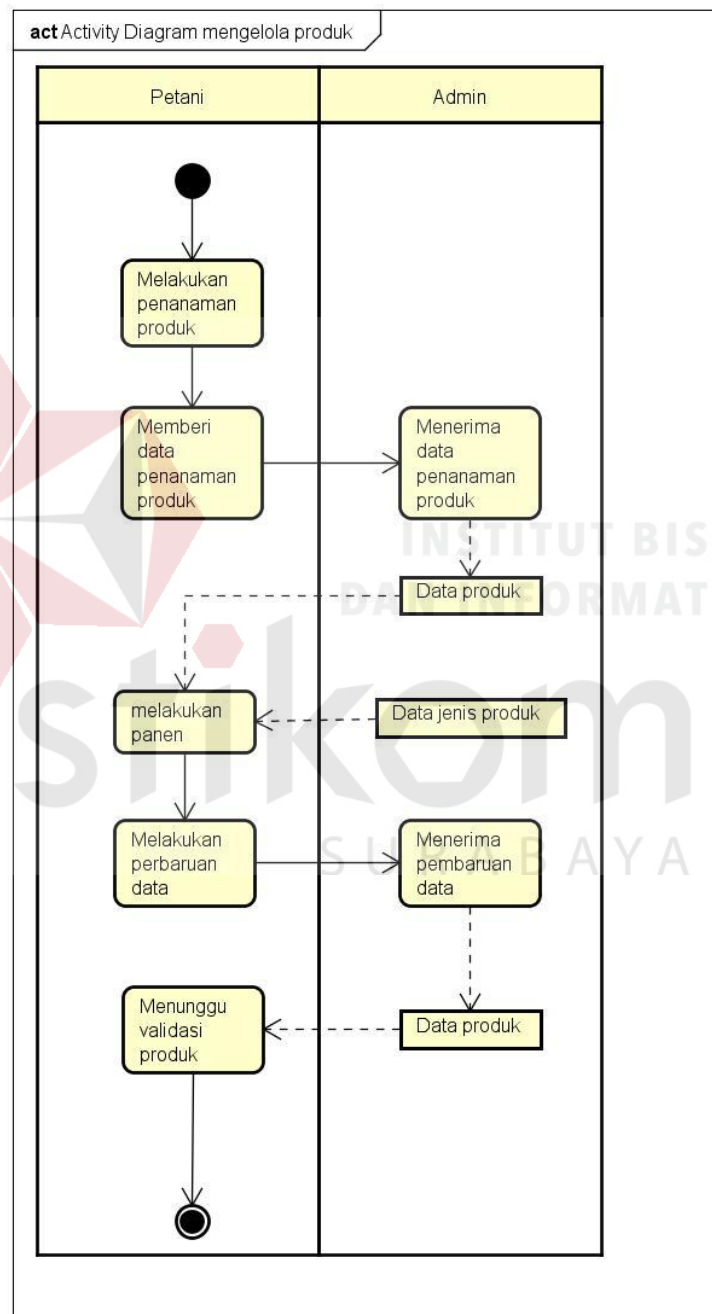 act Activity Diagram mengelola produk
Petani
Admin
Melakukan
penanaman
produk
Memberi
data
penanaman
produk
Menerima
data
penanaman
produk
INSTITUT BIS
DAN INFORMAT
Data produk
melakukan
panen
Data jenis produk
stikom
SURABAYA
Melakukan
perbaruan
data
Menerima
pembaruan
data
Menunggu
validasi
produk
Data produk